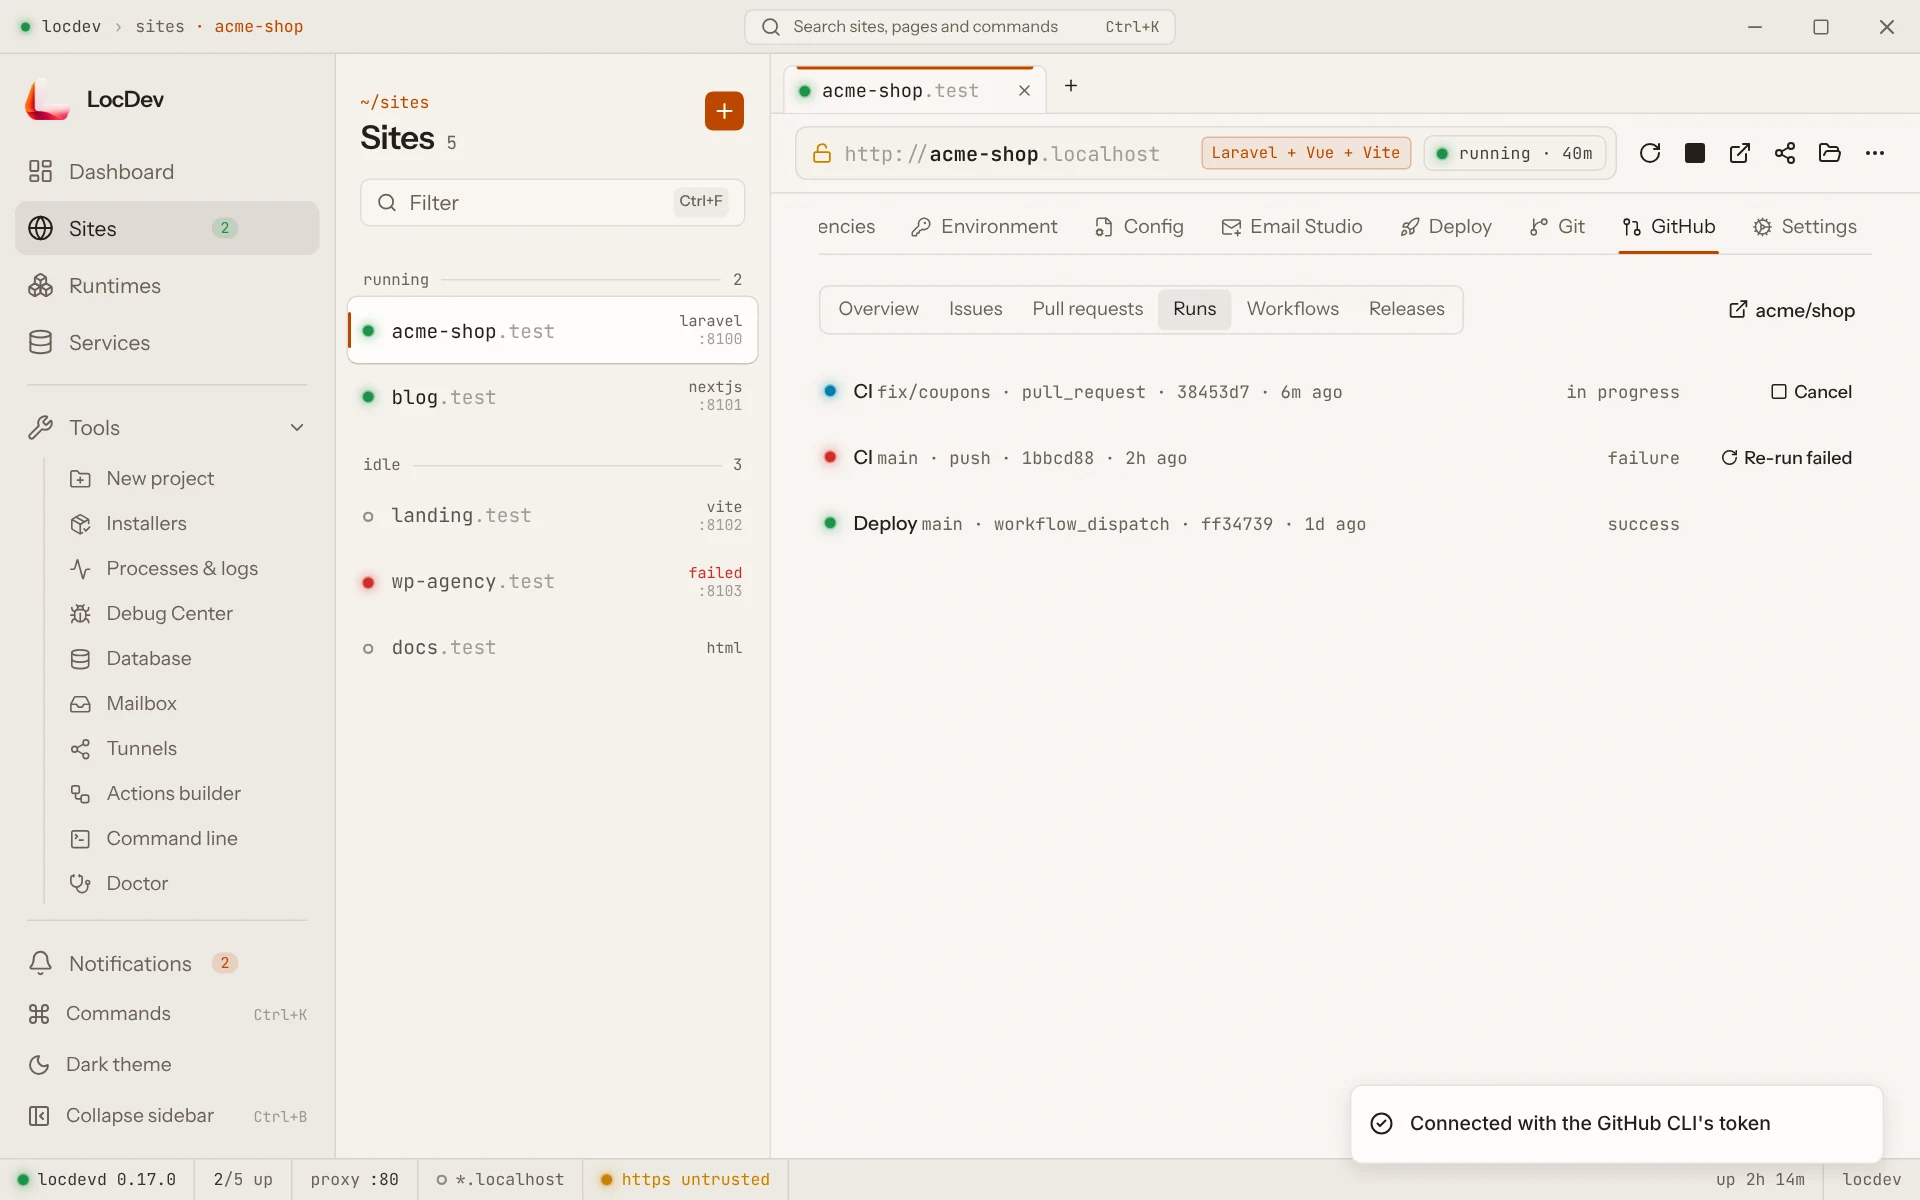 locdev › sites · acme-shop
Search sites, pages and commands Ctrl+K
LocDev
Dashboard
Sites 2
Runtimes
Services
Tools
New project
Installers
Processes & logs
Debug Center
Database
Mailbox
Tunnels
Actions builder
Command line
Doctor
Notifications 2
Commands Ctrl+K
Dark theme
Collapse sidebar Ctrl+B
~/sites
Sites 5
Filter Ctrl+F
running 2
acme-shop.test laravel
:8100
blog.test nextjs
:8101
idle 3
landing.test vite
:8102
wp-agency.test failed
:8103
docs.test html
acme-shop.test
http://acme-shop.localhost Laravel + Vue + Vite running · 40m
encies Environment Config Email Studio Deploy Git GitHub Settings
Overview Issues Pull requests Runs Workflows Releases acme/shop
CI fix/coupons · pull_request · 38453d7 · 6m ago in progress Cancel
CI main · push · 1bbcd88 · 2h ago failure Re-run failed
Deploy main · workflow_dispatch · ff34739 · 1d ago success
Connected with the GitHub CLI's token
locdevd 0.17.0 2/5 up proxy :80 *.localhost https untrusted up 2h 14m locdev